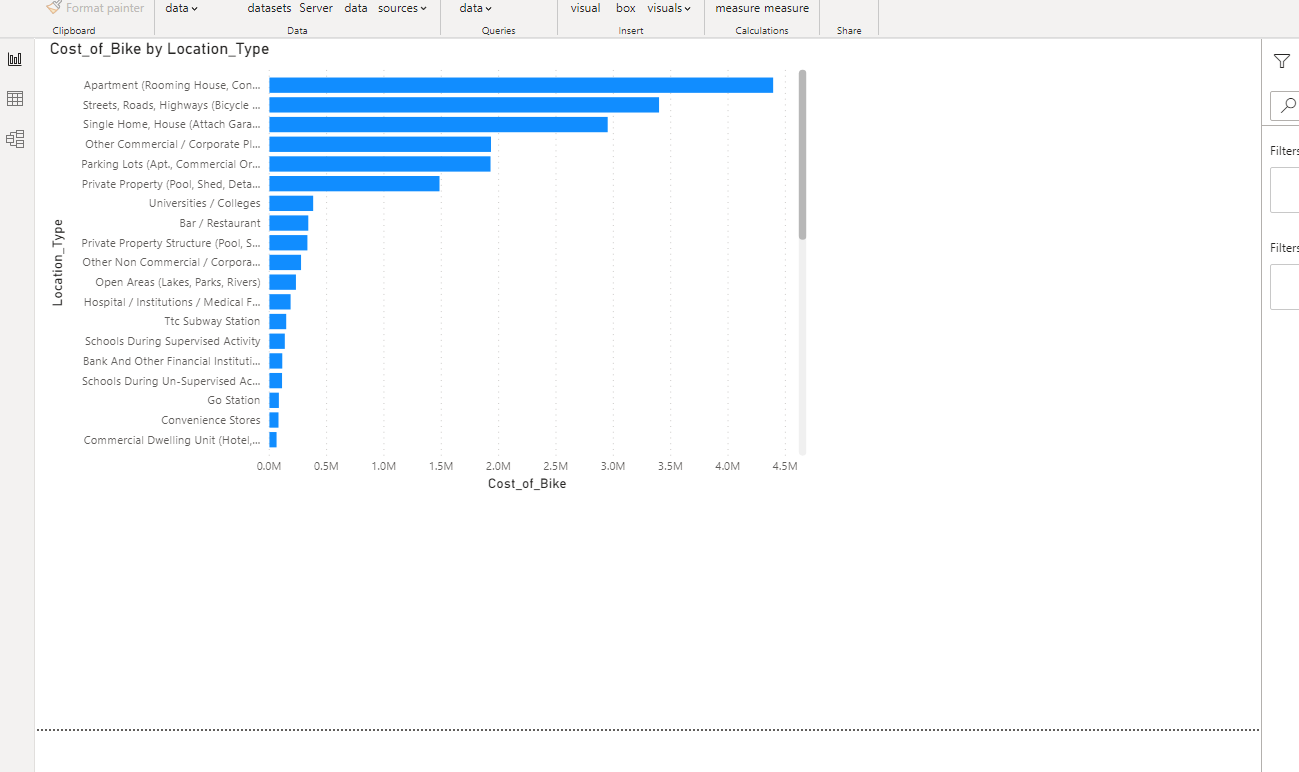 Format painter
data
datasets Server data sources
data
visual box visuals
measure measure
Clipboard
Data
Queries
Insert
Calculations
Share
Cost_of_Bike by Location_Type
Location_Type
Apartment (Rooming House, Con...
Streets, Roads, Highways (Bicycle ...
Single Home, House (Attach Gara...
Other Commercial / Corporate Pl...
Parking Lots (Apt., Commercial Or...
Private Property (Pool, Shed, Deta...
Universities / Colleges
Bar / Restaurant
Private Property Structure (Pool, S...
Other Non Commercial / Corpora...
Open Areas (Lakes, Parks, Rivers)
Hospital / Institutions / Medical F...
Ttc Subway Station
Schools During Supervised Activity
Bank And Other Financial Instituti...
Schools During Un-Supervised Ac...
Go Station
Convenience Stores
Commercial Dwelling Unit (Hotel,...
0.0M 0.5M 1.0M 1.5M 2.0M 2.5M 3.0M 3.5M 4.0M 4.5M
Cost_of_Bike
Filters
Filters